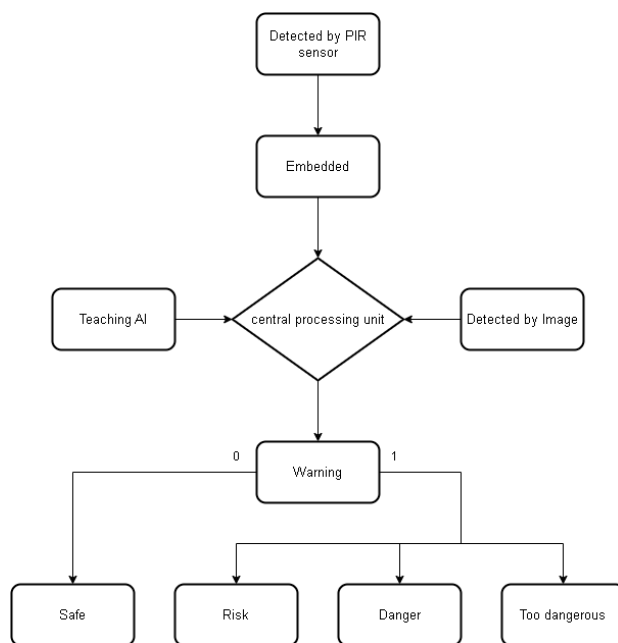 Detected by PIR
sensor
Embedded
Teaching AI
central processing unit
Detected by Image
0
1
Warning
Safe
Risk
Danger
Too dangerous